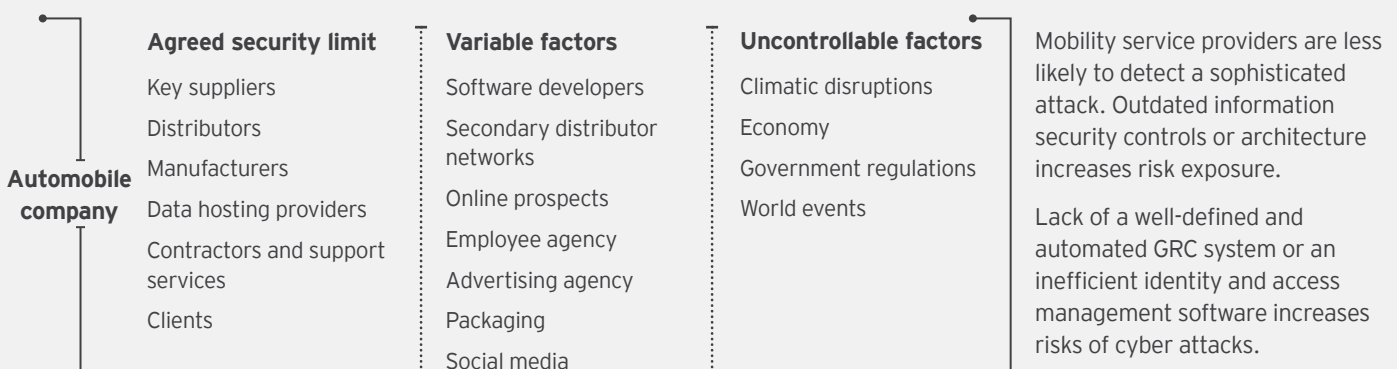 Automobile
company
Agreed security limit
Key suppliers
Distributors
Manufacturers
Data hosting providers
Contractors and support
services
Clients
Variable factors
Software developers
Secondary distributor
networks
Online prospects
Employee agency
Advertising agency
Packaging
Social media
Uncontrollable factors
Climatic disruptions
Economy
Government regulations
World events
Mobility service providers are less
likely to detect a sophisticated
attack. Outdated information
security controls or architecture
increases risk exposure.
Lack of a well-defined and
automated GRC system or an
inefficient identity and access
management software increases
risks of cyber attacks.